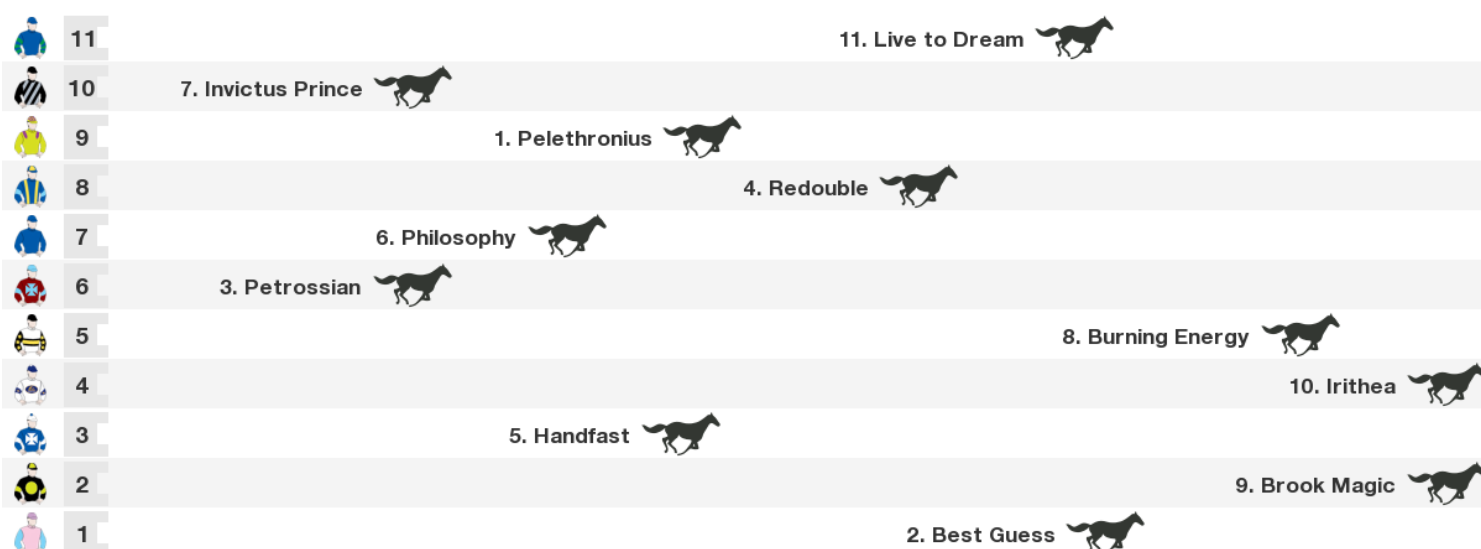 11 11. Live to Dream
10 7. Invictus Prince
9 1. Pelethronius
8 4. Redouble
7 6. Philosophy
6 3. Petrossian
5 8. Burning Energy
4 10. Irithea
3 5. Handfast
2 9. Brook Magic
1 2. Best Guess